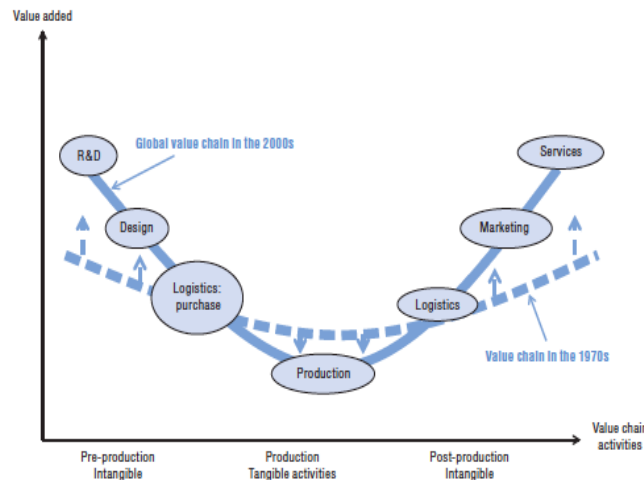 Value added
R&D
Global value chain in the 2000s
Services
Design
Marketing
Logistics:
purchase
Logistics
Production
Value chain in the 1970s
Value chain
activities
Pre-production
Intangible
Production
Tangible activities
Post-production
Intangible